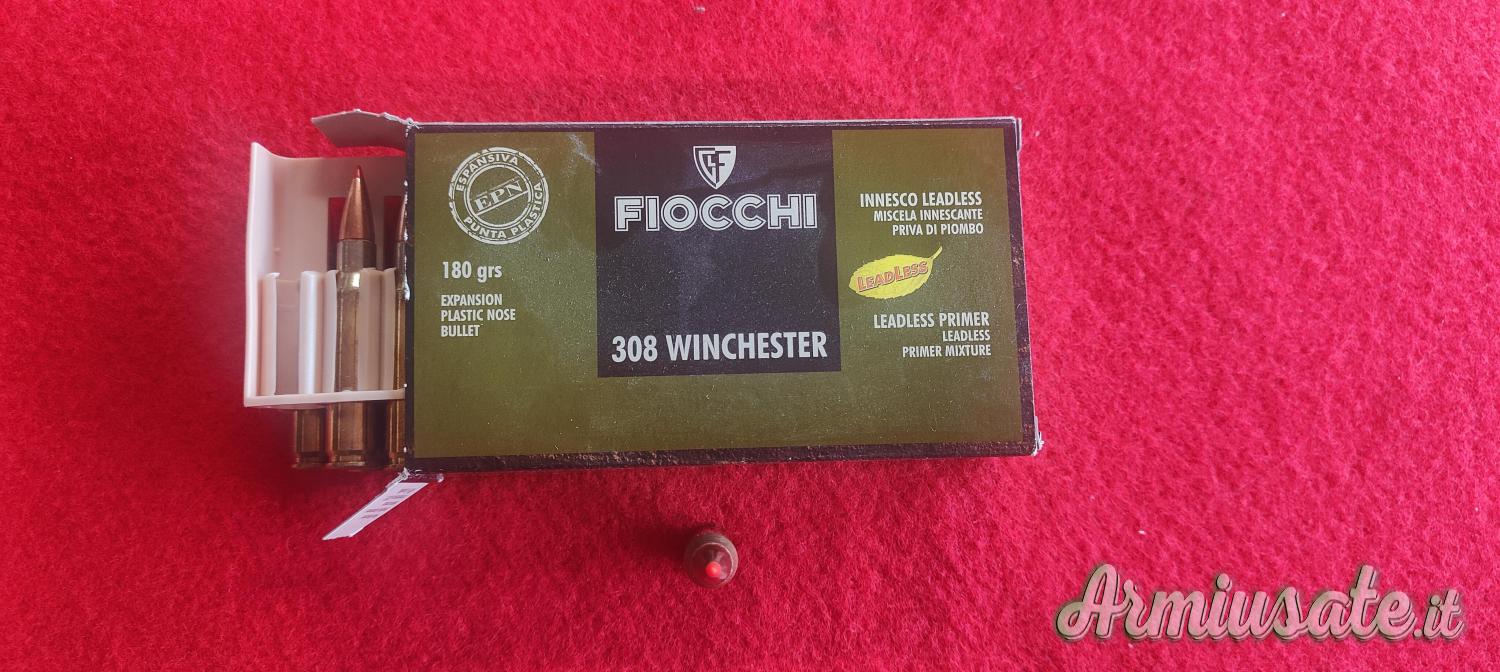 ESPANSIVA
EPN
PUNTA PLASTICA
180 grs
EXPANSION
PLASTIC NOSE
BULLET
GFL
FIOCCHI
308 WINCHESTER
INNESCO LEADLESS
MISCELA INNESCANTE
PRIVA DI PIOMBO
LEADLESS
LEADLESS PRIMER
LEADLESS
PRIMER MIXTURE
Armiusate.it